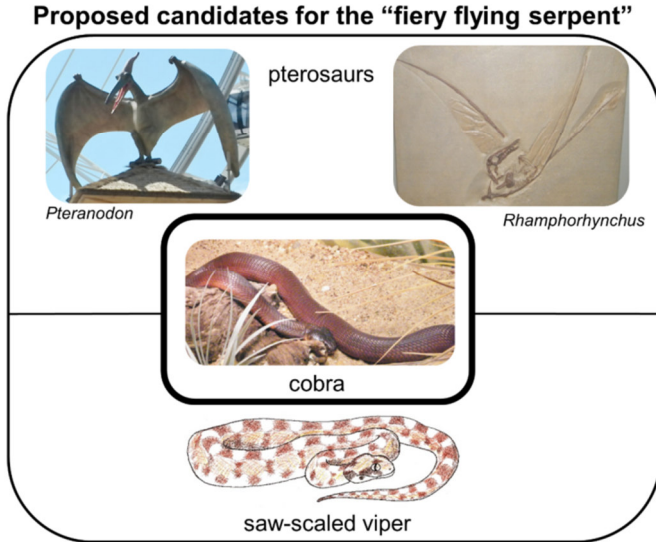 Proposed candidates for the “fiery flying serpent”
pterosaurs
Pteranodon
Rhamphorhynchus
cobra
saw-scaled viper